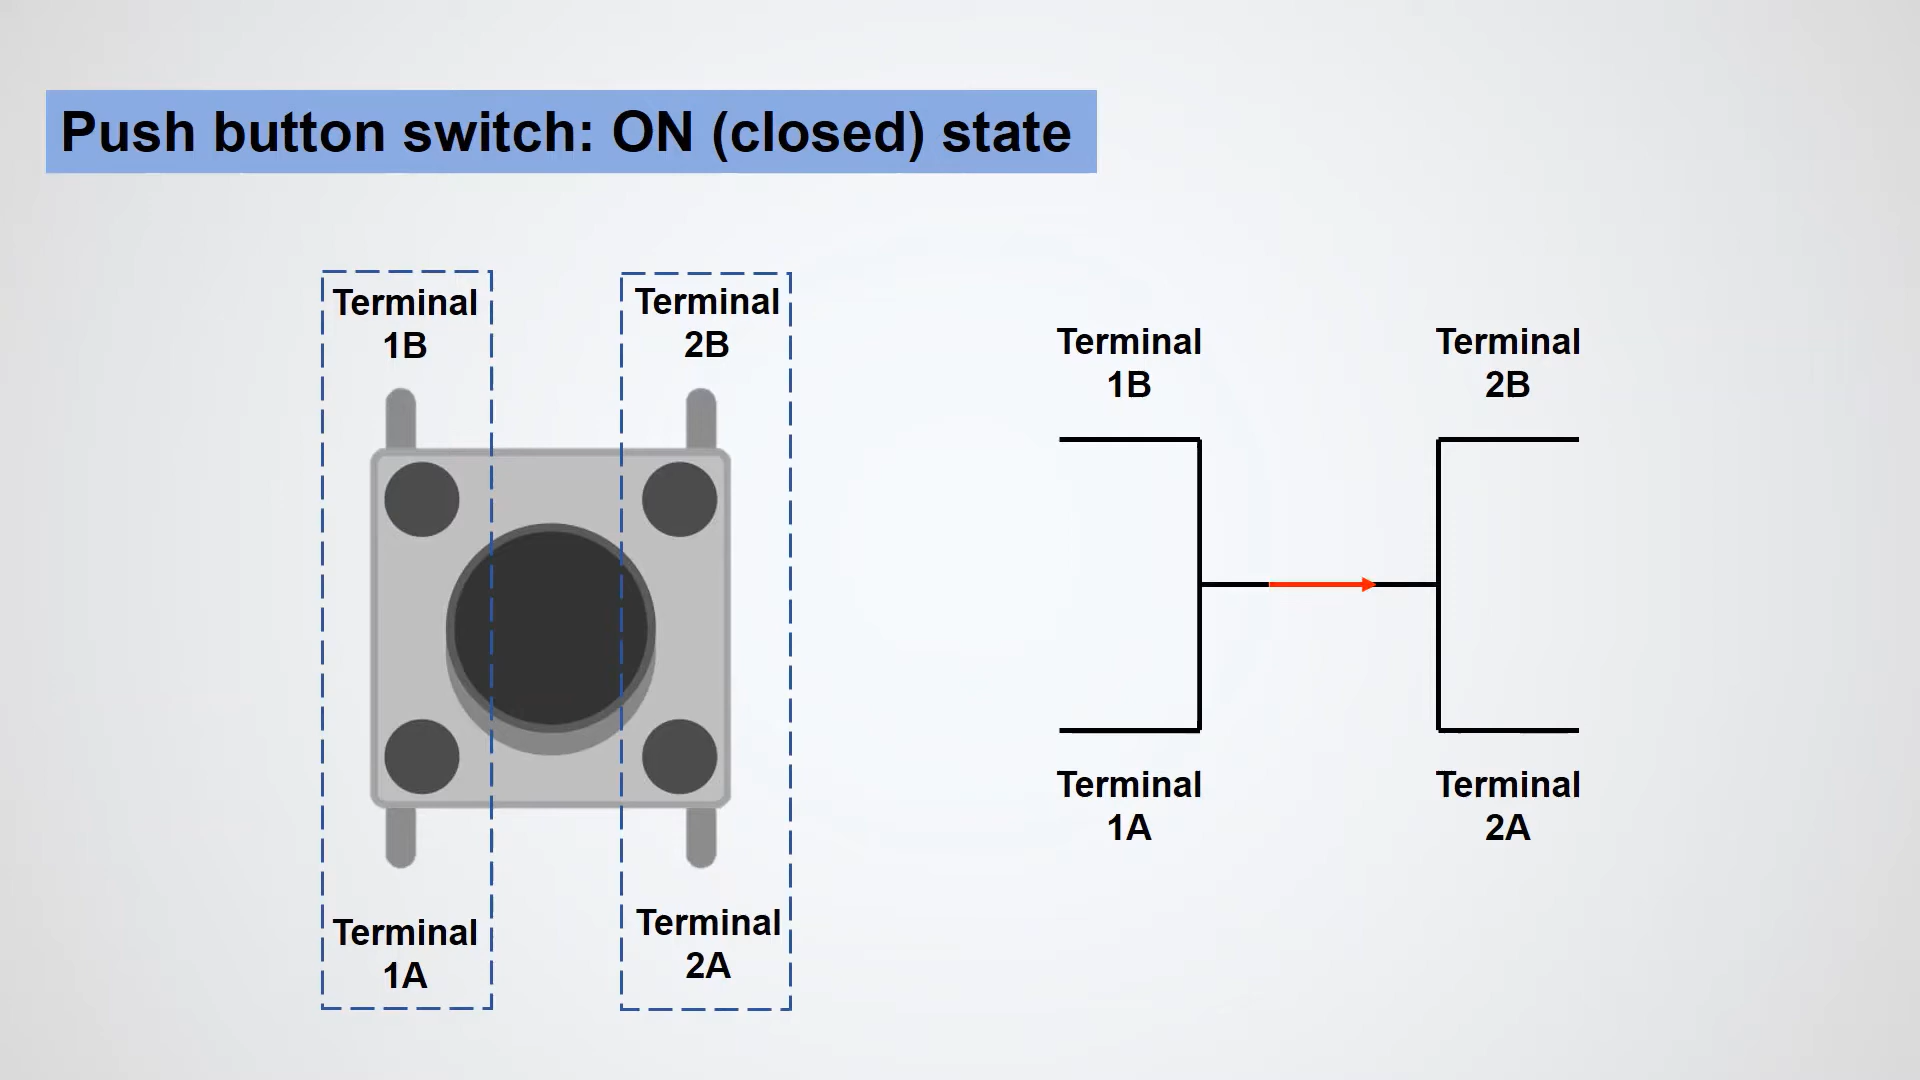 Push button switch: ON (closed) state
Terminal
1B
Terminal
2B
Terminal
1A
Terminal
2A
Terminal
1B
Terminal
2B
Terminal
1A
Terminal
2A